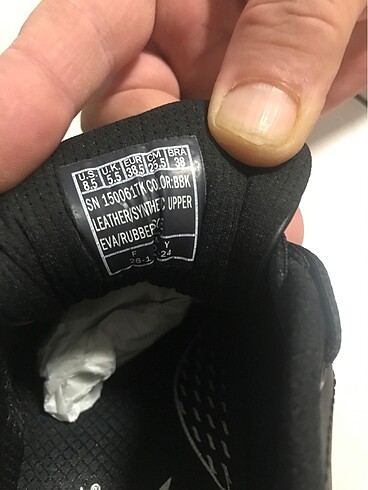 U.S. U.K. EUR CM BRA
8.5 5.5 38.5 25.5 38
SN 150061TK COLOR:BBK
LEATHER/SYNTHETIC UPPER
EVA/RUBBER
F Y
®